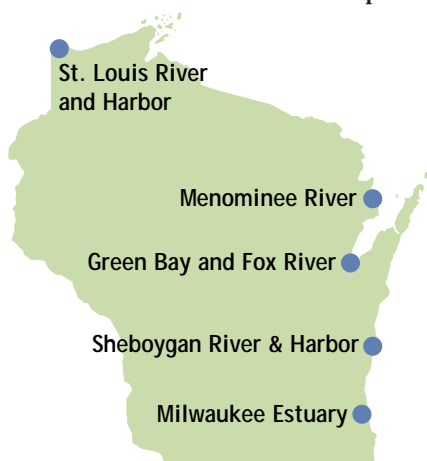 St. Louis River
and Harbor
Menominee River
Green Bay and Fox River
Sheboygan River & Harbor
Milwaukee Estuary